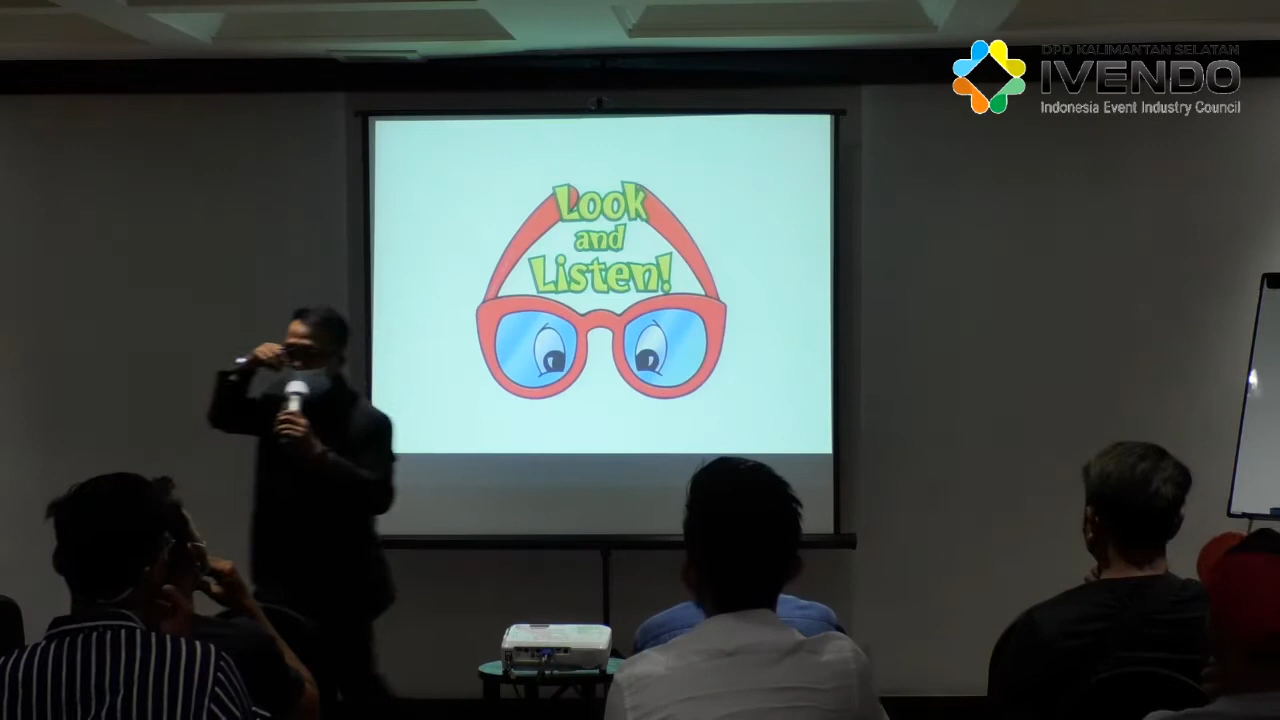 DPD KALIMANTAN SELATAN
IVENDO
Indonesia Event Industry Council
Look
and
Listen!